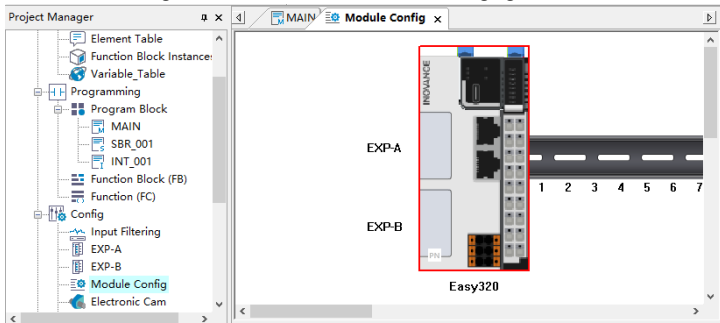 Project Manager
Element Table
Function Block Instances
Variable_Table
Programming
Program Block
MAIN
SBR_001
INT_001
Function Block (FB)
Function (FC)
Config
Input Filtering
EXP-A
EXP-B
Module Config
Electronic Cam
MAIN
Module Config
INOVANCE
EXP-A
EXP-B
PN
1 2 3 4 5 6 7
Easy320